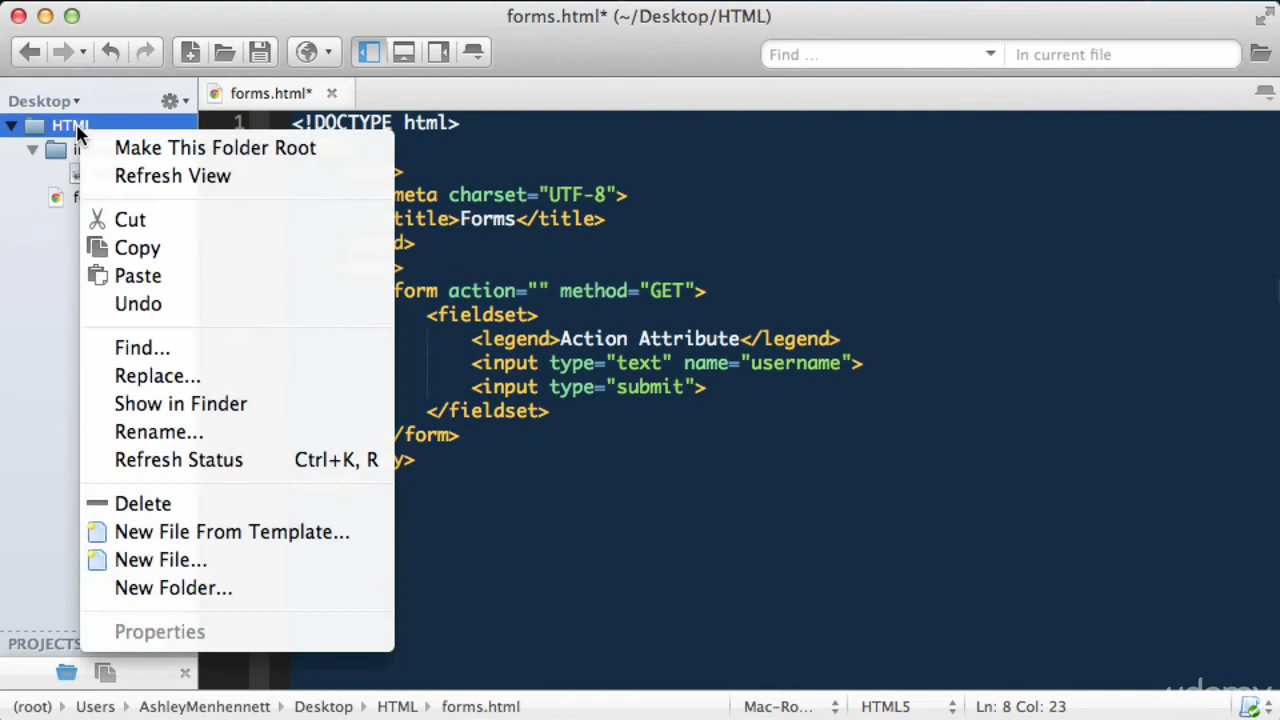 forms.html* (~/Desktop/HTML)
Find ...
In current file
Desktop
forms.html*
HTML
1 <!DOCTYPE html>
Make This Folder Root
Refresh View
Cut
Copy
Paste
Undo
Find...
Replace...
Show in Finder
Rename...
Refresh Status Ctrl+K, R
Delete
New File From Template...
New File...
New Folder...
Properties
>
meta charset="UTF-8">
title>Forms</title>
d>
>
form action="" method="GET">
<fieldset>
<legend>Action Attribute</legend>
<input type="text" name="username">
<input type="submit">
</fieldset>
/form>
y>
PROJECTS
(root) Users AshleyMenhennett Desktop HTML forms.html
Mac-Ro... HTML5 Ln: 8 Col: 23
udemy